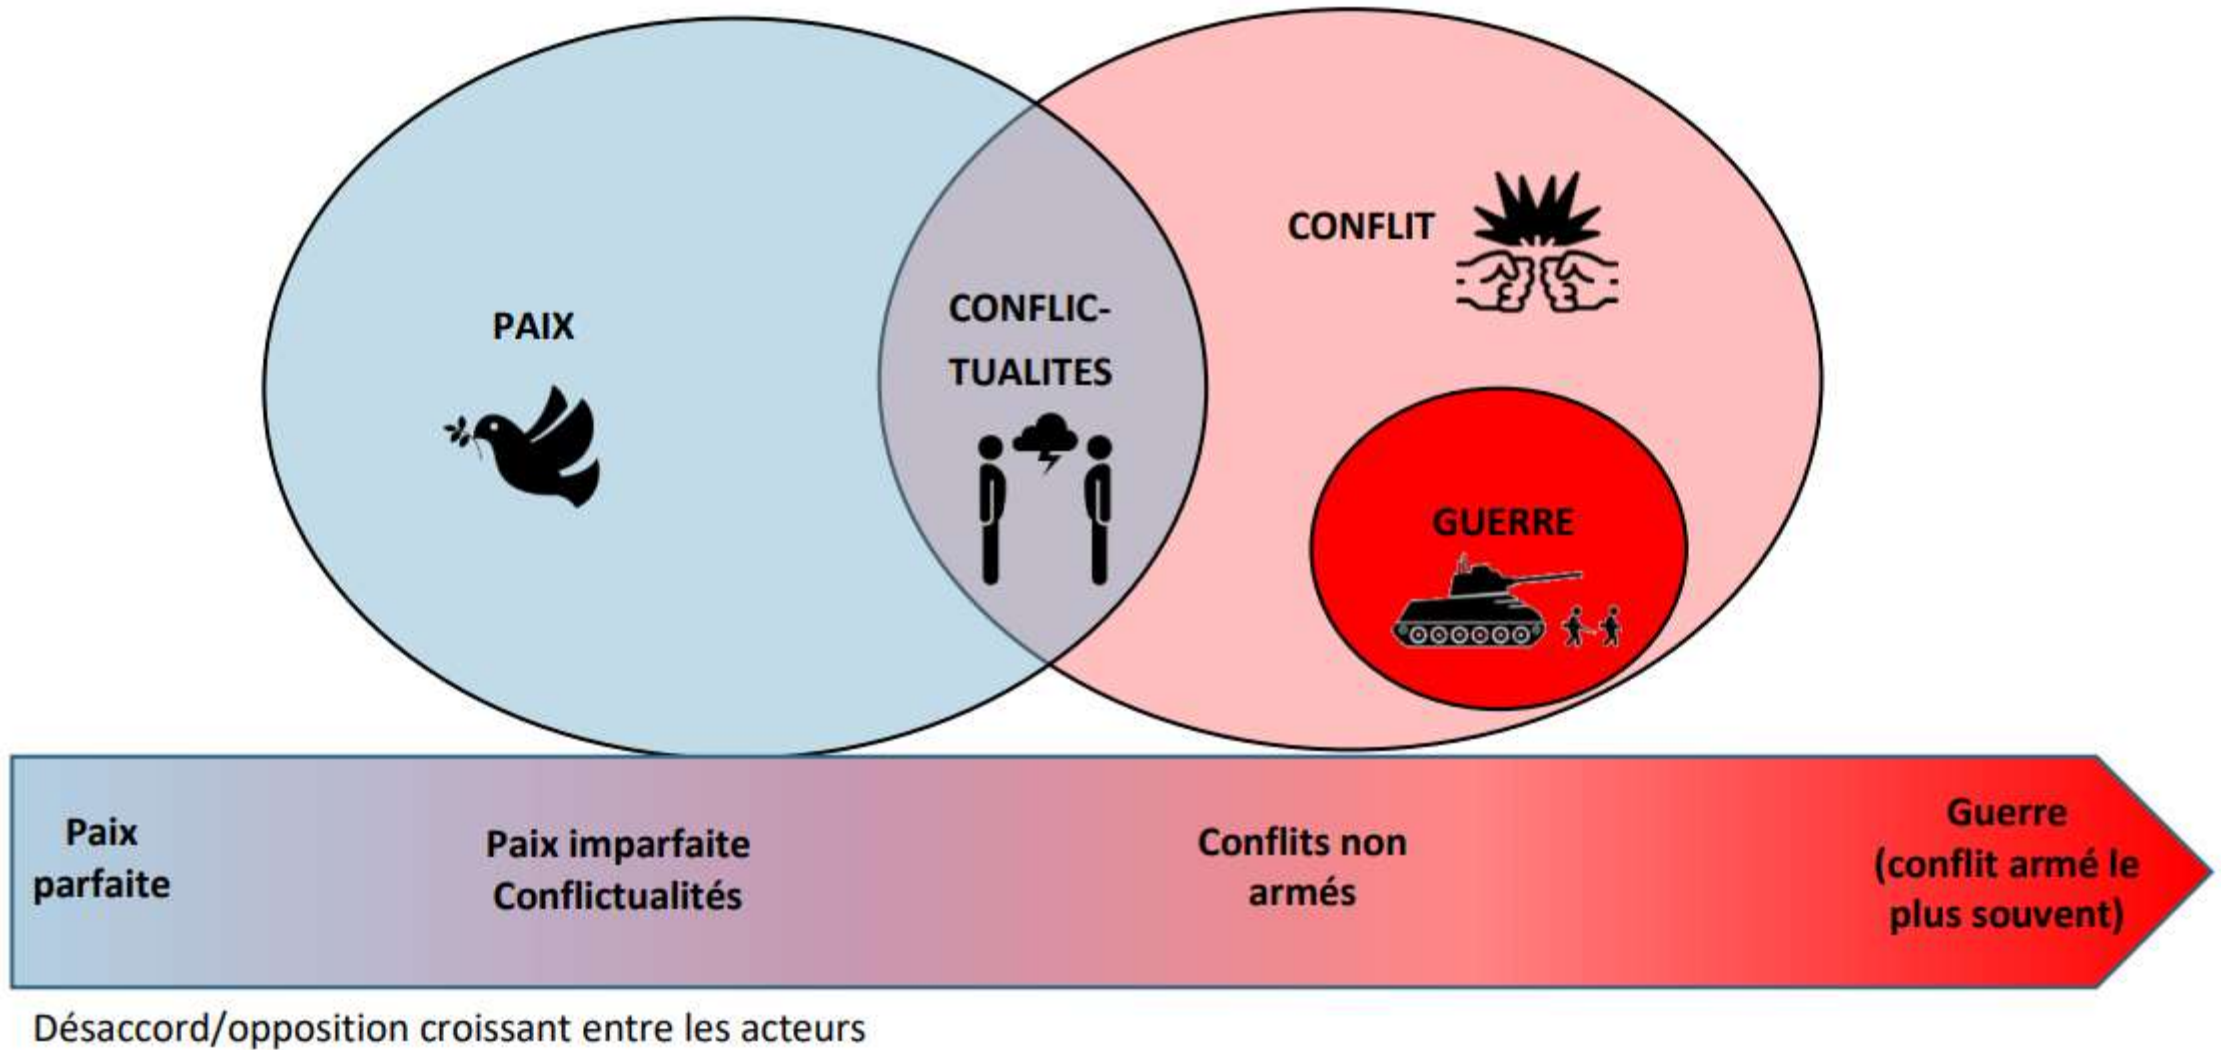 PAIX
CONFLIC-
TUALITES
CONFLIT
GUERRE
Paix
parfaite
Paix imparfaite
Conflictualités
Conflits non
armés
Guerre
(conflit armé le
plus souvent)
Désaccord/opposition croissant entre les acteurs